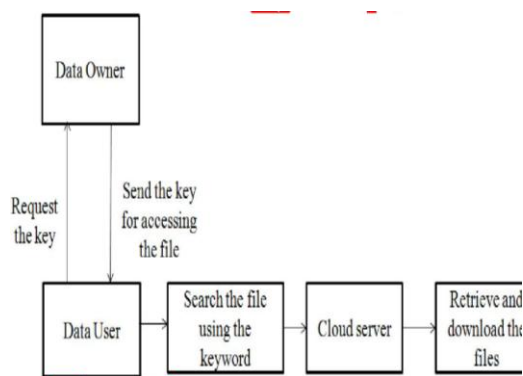 Data Owner
Request
the key
Send the key
for accessing
the file
Data User
Search the file
using the
keyword
Cloud server
Retrieve and
download the
files